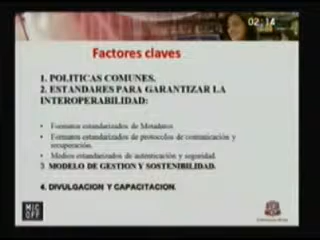 02:14
Factores claves
1. POLITICAS COMUNES.
2. ESTANDARES PARA GARANTIZAR LA
INTEROPERABILIDAD:
• Formatos estandarizados de Metadatos
• Formatos estandarizados de protocolos de comunicación y
recuperación.
• Medios estandarizados de autenticación y seguridad.
3 MODELO DE GESTION Y SOSTENIBILIDAD.
4. DIVULGACION Y CAPACITACION.
MIC
OFF